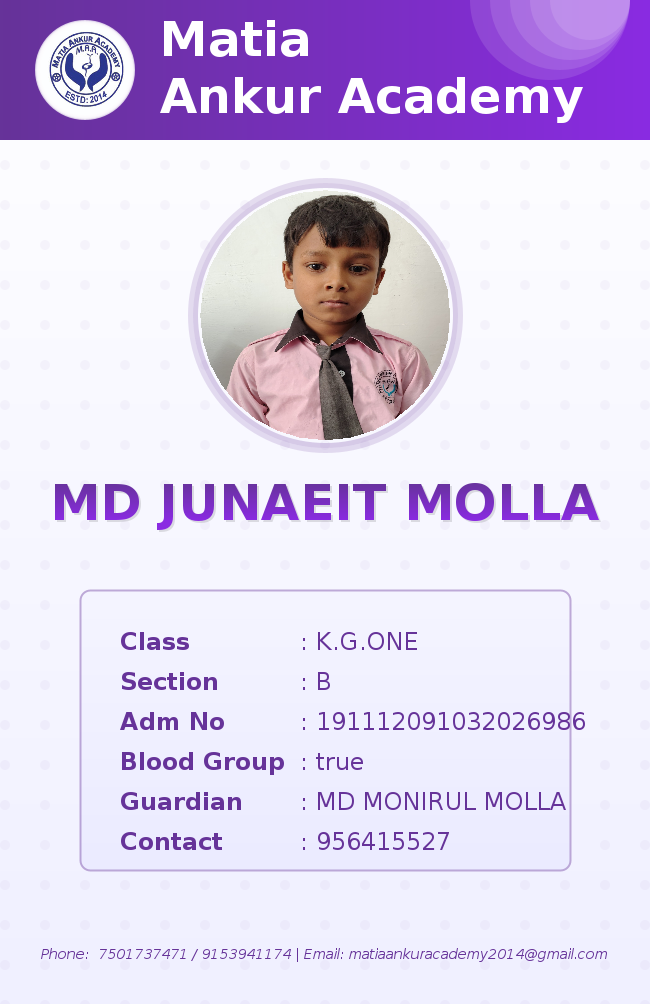 MATIA ANKUR ACADEMY
M.A.A.
ESTD: 2014
Matia
Ankur Academy
MD JUNAEIT MOLLA
Class : K.G.ONE
Section : B
Adm No : 191112091032026986
Blood Group : true
Guardian : MD MONIRUL MOLLA
Contact : 956415527
Phone: 7501737471 / 9153941174 | Email: matiaankuracademy2014@gmail.com